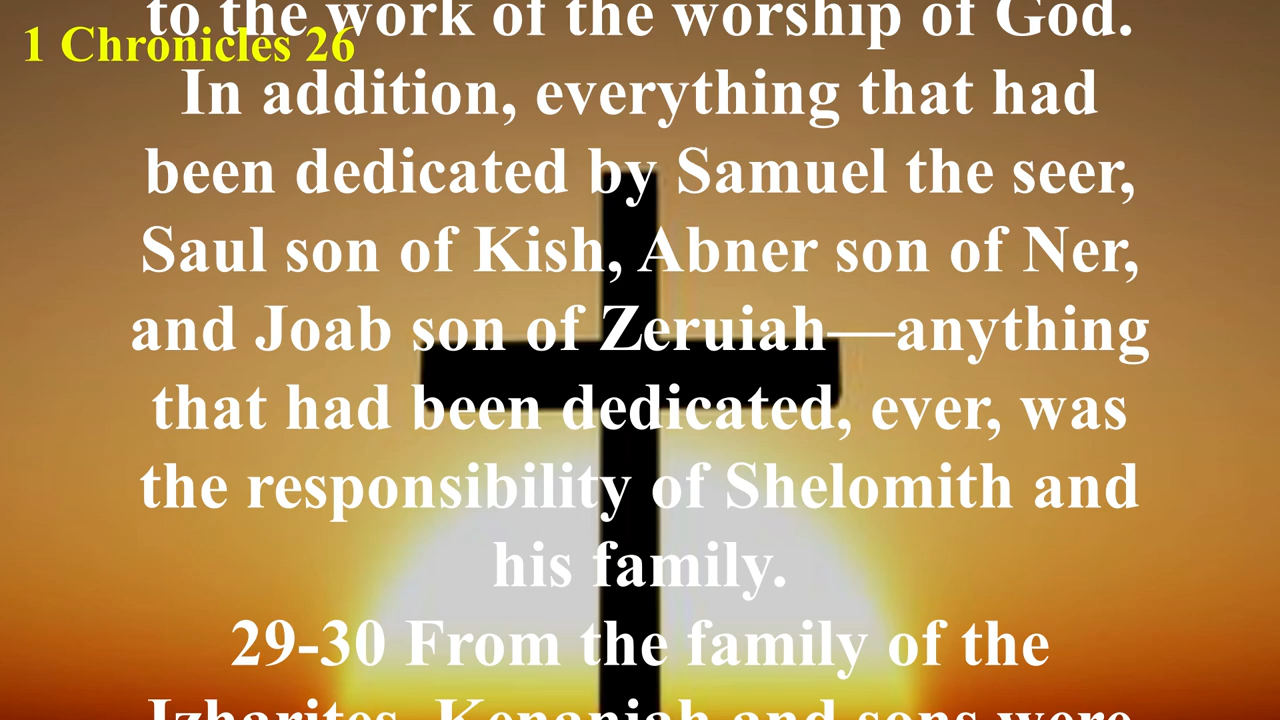 to the work of the worship of God.
1 Chronicles 26
In addition, everything that had
been dedicated by Samuel the seer,
Saul son of Kish, Abner son of Ner,
and Joab son of Zeruiah—anything
that had been dedicated, ever, was
the responsibility of Shelomith and
his family.
29-30 From the family of the
Izharites, Kenaniah and sons were